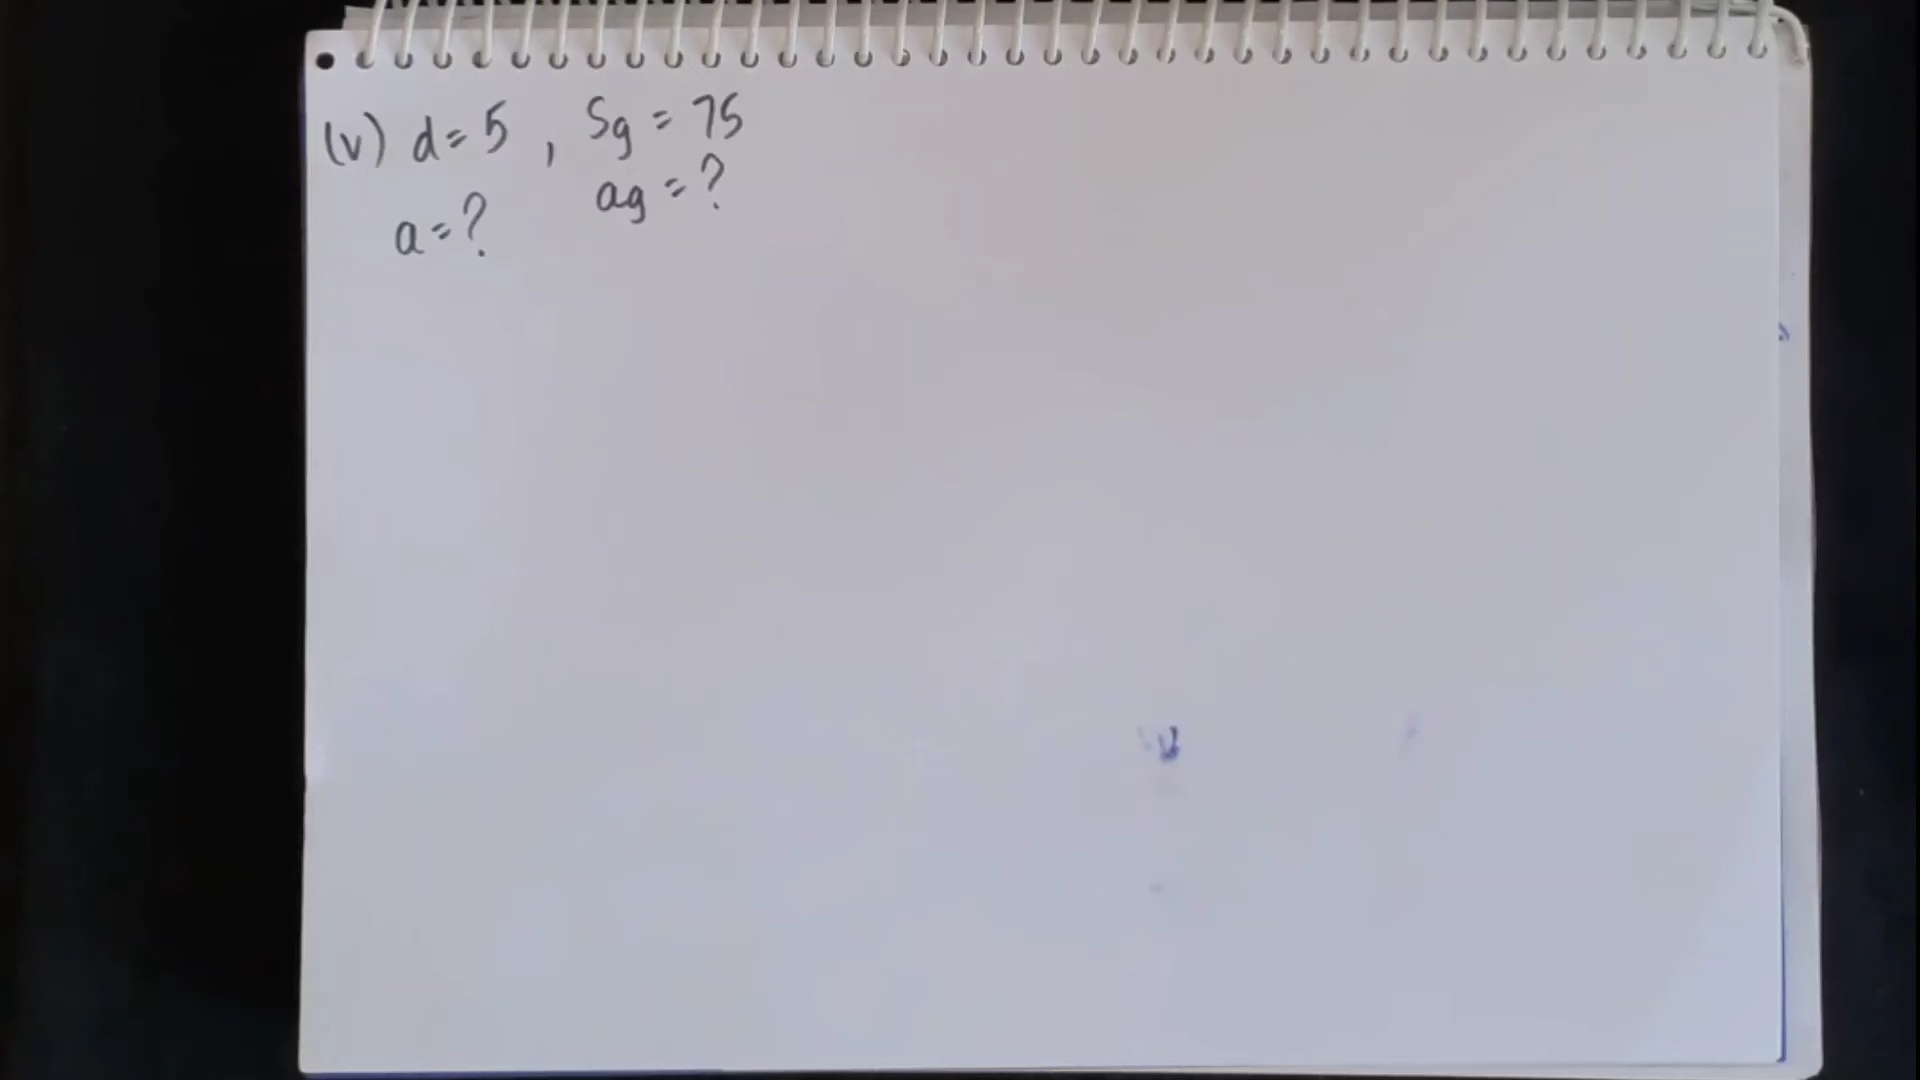 (v) d = 5 , S9 = 75
a = ? a9 = ?